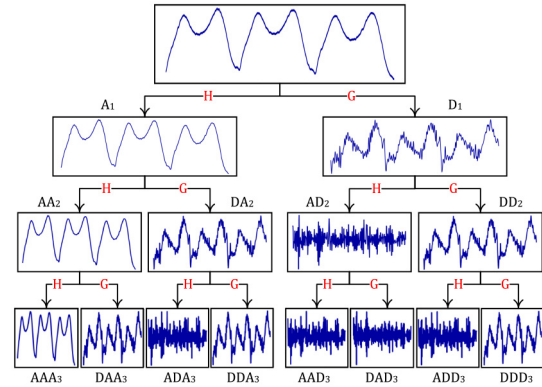 A1 D1
H G
AA2 DA2 AD2 DD2
H G H G
H G H G H G H G
AAA3 DAA3 ADA3 DDA3 AAD3 DAD3 ADD3 DDD3